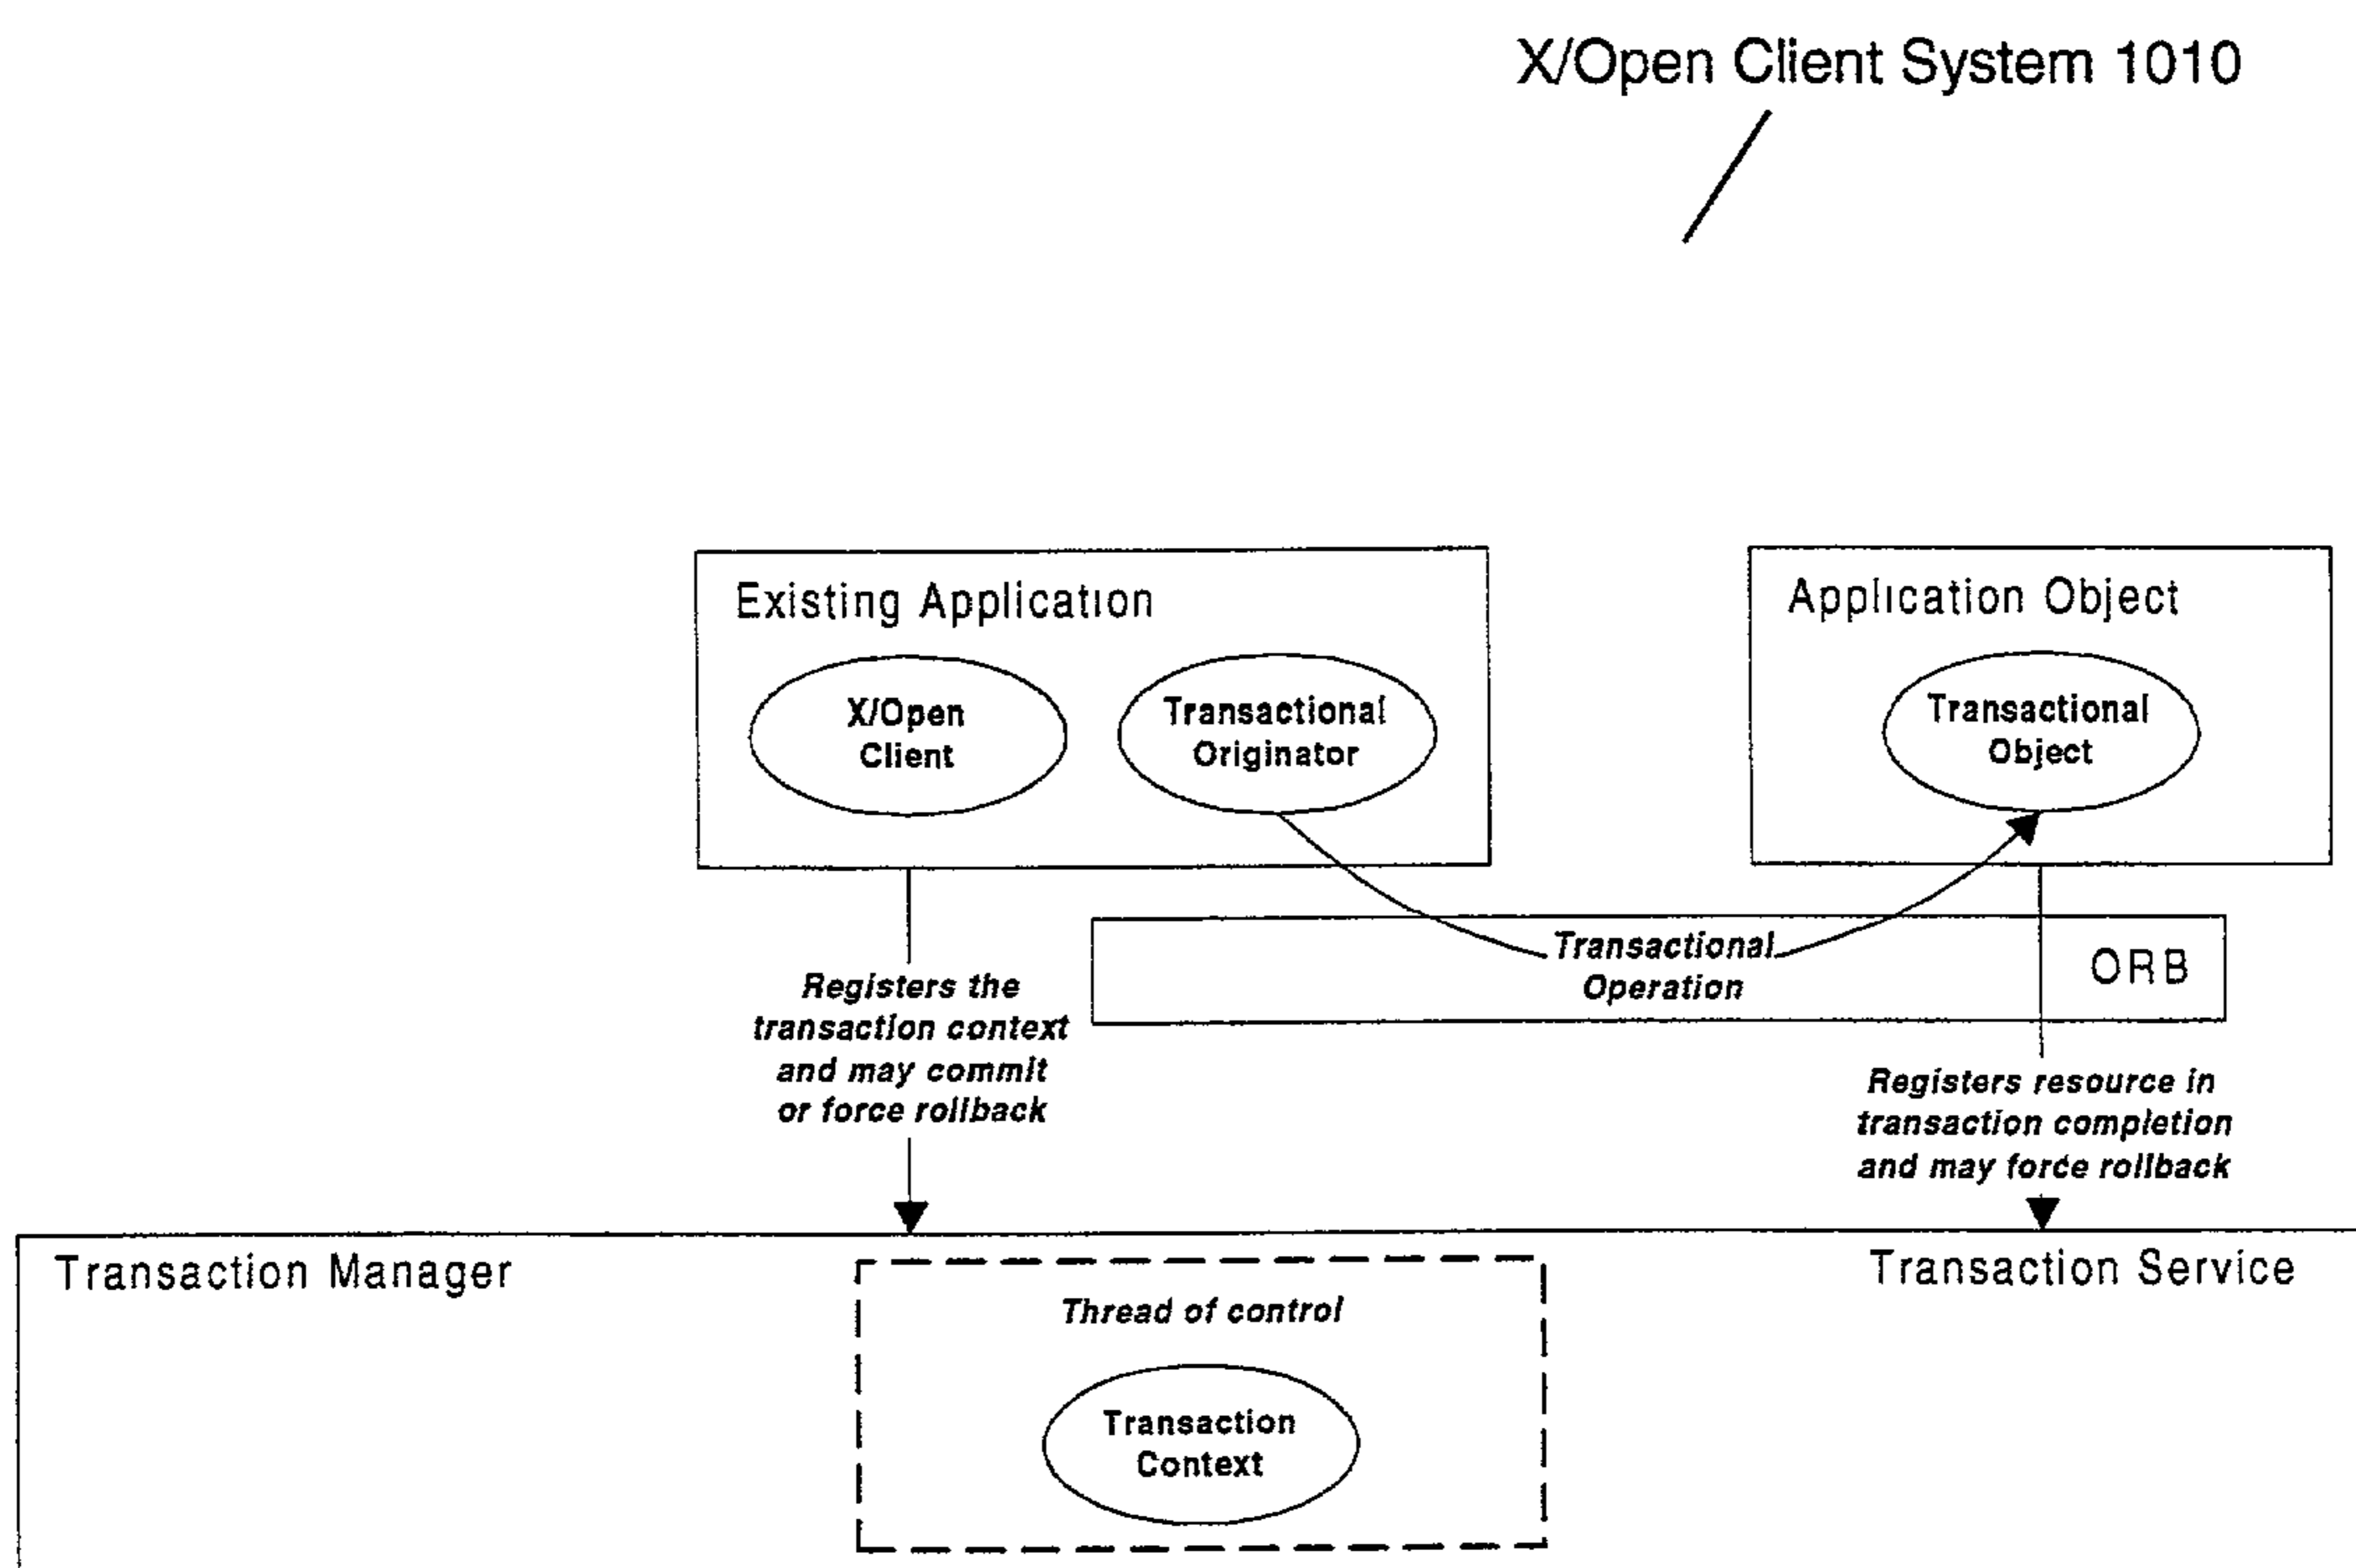 X/Open Client System 1010
Existing Application
X/Open
Client
Transactional
Originator
Application Object
Transactional
Object
Transactional
Operation
ORB
Registers the
transaction context
and may commit
or force rollback
Registers resource in
transaction completion
and may force rollback
Transaction Manager
Transaction Service
Thread of control
Transaction
Context